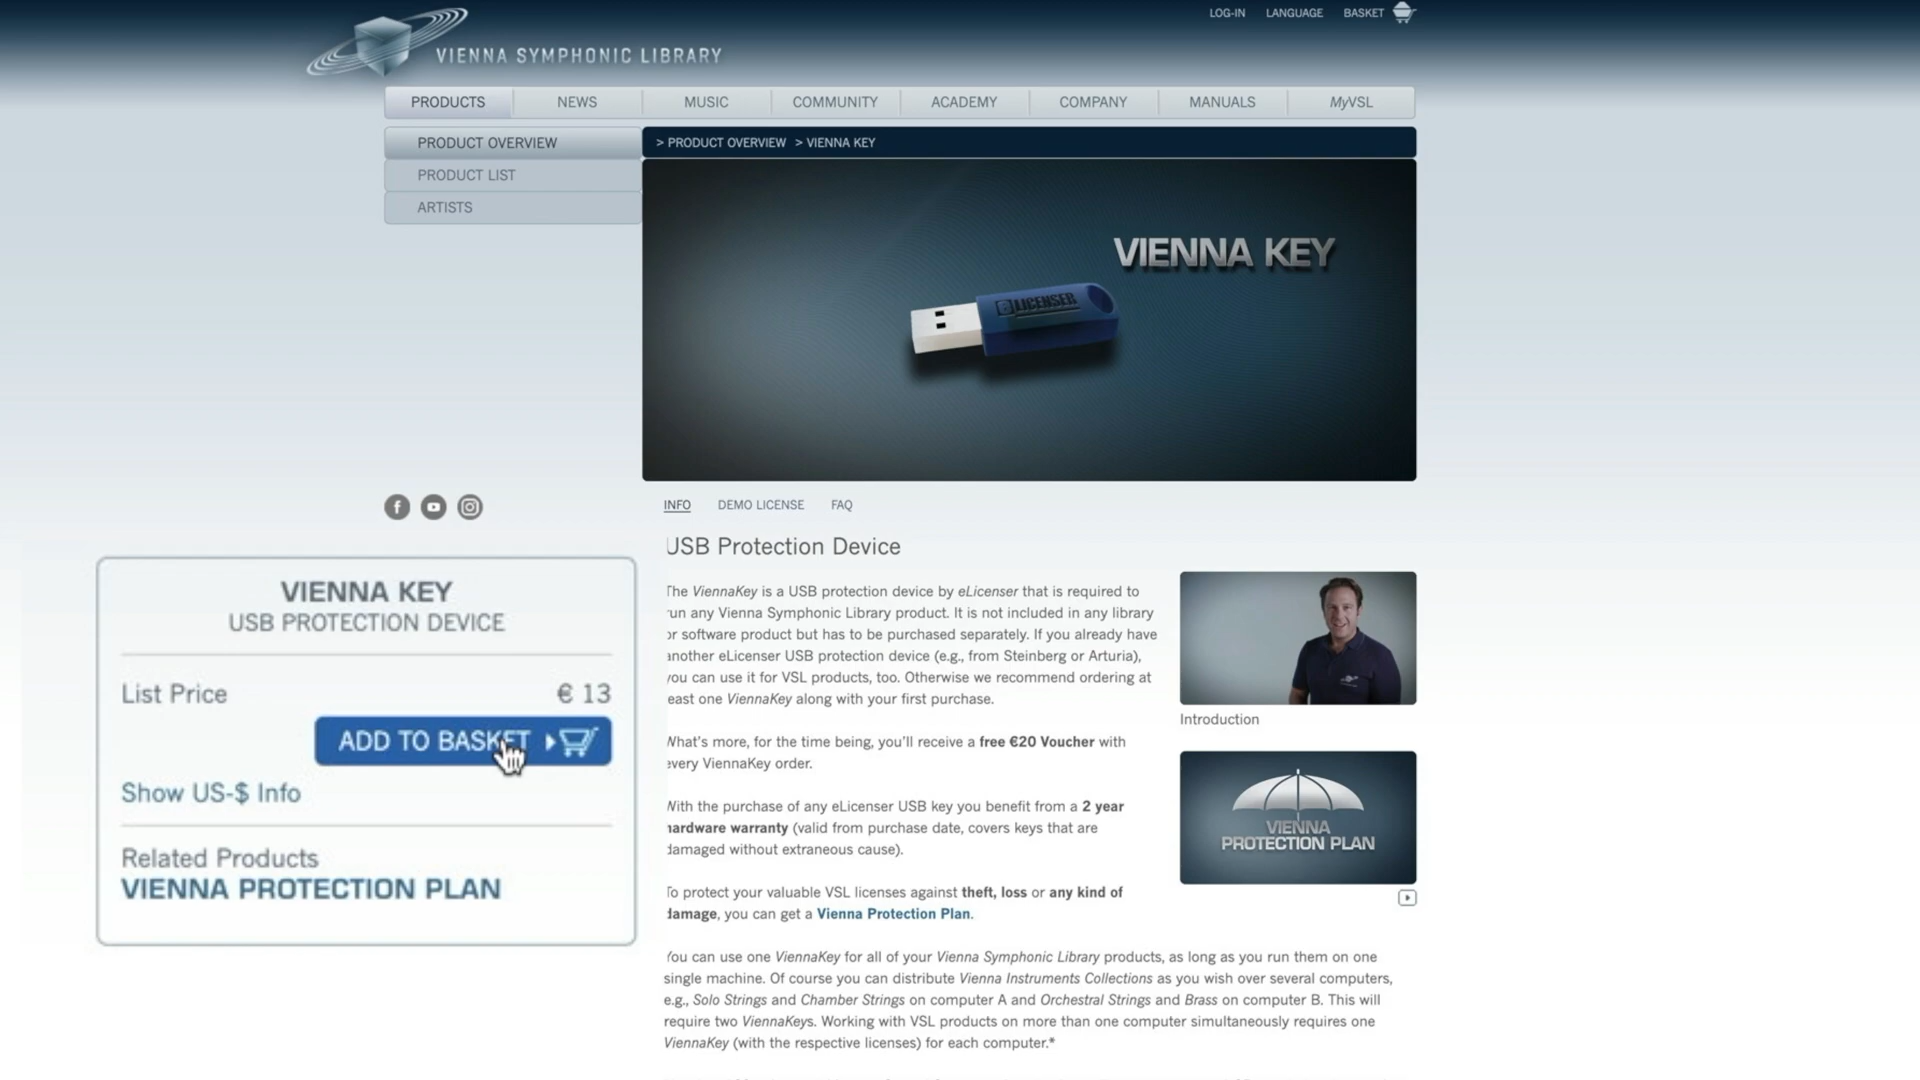 LOG-IN LANGUAGE BASKET
VIENNA SYMPHONIC LIBRARY
PRODUCTS NEWS MUSIC COMMUNITY ACADEMY COMPANY MANUALS MyVSL
PRODUCT OVERVIEW
PRODUCT LIST
ARTISTS
> PRODUCT OVERVIEW > VIENNA KEY
VIENNA KEY
LICENSER
INFO DEMO LICENSE FAQ
USB Protection Device
The ViennaKey is a USB protection device by eLicenser that is required to
run any Vienna Symphonic Library product. It is not included in any library
or software product but has to be purchased separately. If you already have
another eLicenser USB protection device (e.g., from Steinberg or Arturia),
you can use it for VSL products, too. Otherwise we recommend ordering at
least one ViennaKey along with your first purchase.
What's more, for the time being, you'll receive a free €20 Voucher with
every ViennaKey order.
With the purchase of any eLicenser USB key you benefit from a 2 year
hardware warranty (valid from purchase date, covers keys that are
damaged without extraneous cause).
To protect your valuable VSL licenses against theft, loss or any kind of
damage, you can get a Vienna Protection Plan.
You can use one ViennaKey for all of your Vienna Symphonic Library products, as long as you run them on one
single machine. Of course you can distribute Vienna Instruments Collections as you wish over several computers,
e.g., Solo Strings and Chamber Strings on computer A and Orchestral Strings and Brass on computer B. This will
require two ViennaKeys. Working with VSL products on more than one computer simultaneously requires one
ViennaKey (with the respective licenses) for each computer.*
Introduction
VIENNA
PROTECTION PLAN
VIENNA KEY
USB PROTECTION DEVICE
List Price € 13
ADD TO BASKET
Show US-$ Info
Related Products
VIENNA PROTECTION PLAN